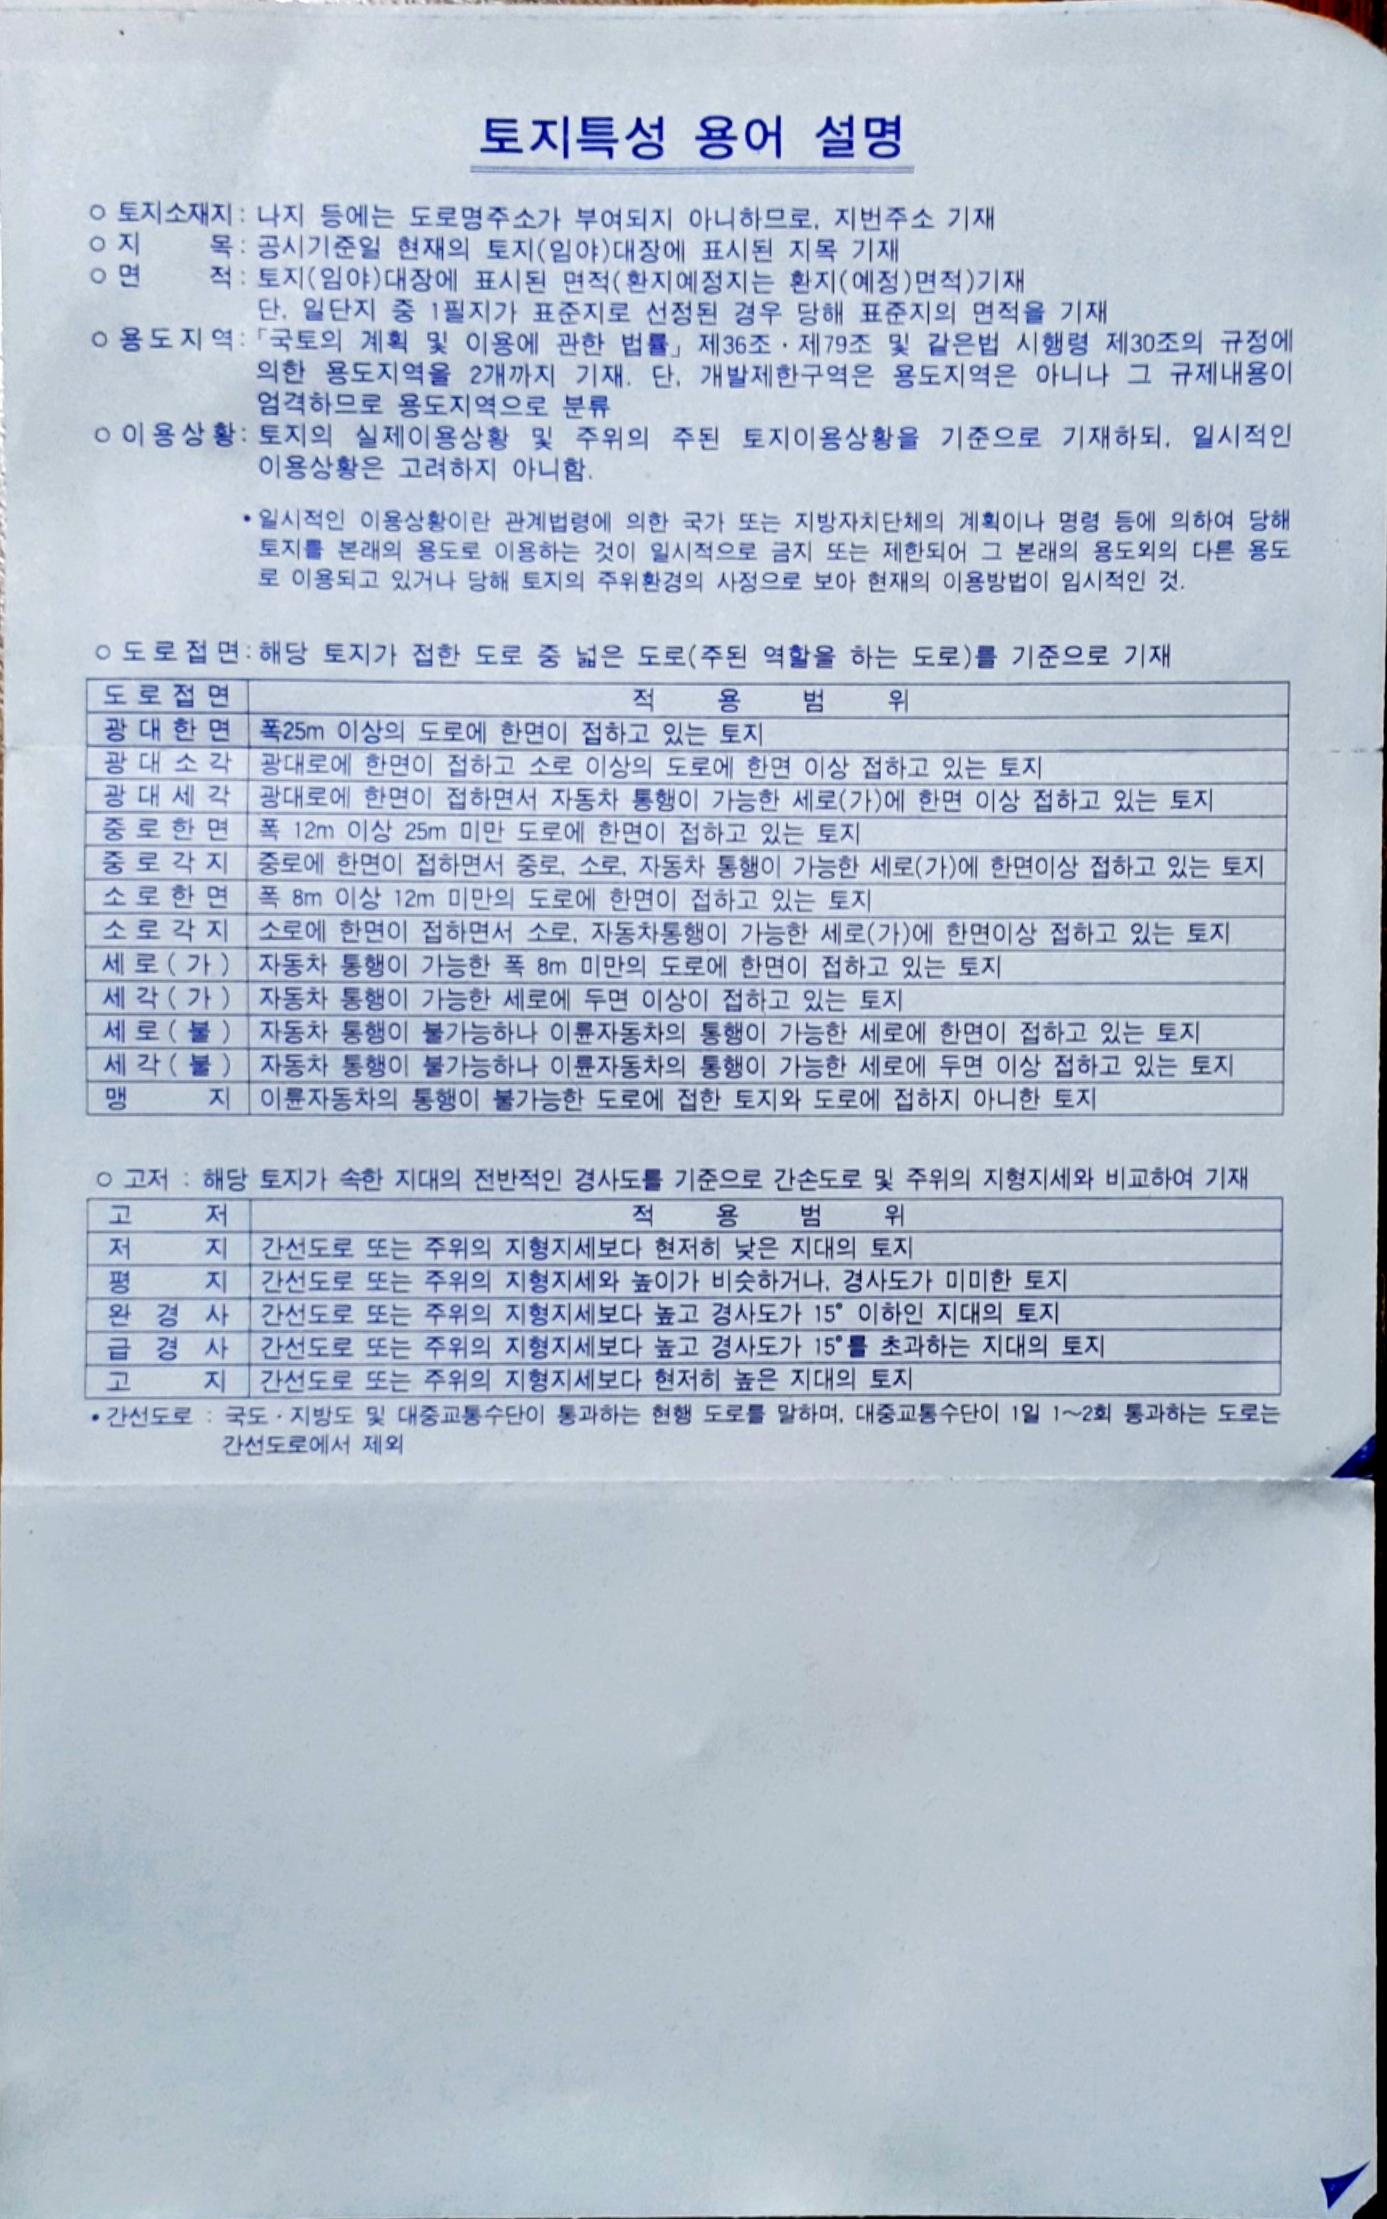 토지특성 용어 설명
○ 토지소재지: 나지 등에는 도로명주소가 부여되지 아니하므로, 지번주소 기재
○ 지 목: 공시기준일 현재의 토지(임야)대장에 표시된 지목 기재
○ 면 적: 토지(임야)대장에 표시된 면적(환지예정지는 환지(예정)면적)기재
단, 일단지 중 1필지가 표준지로 선정된 경우 당해 표준지의 면적을 기재
○ 용도지역: 「국토의 계획 및 이용에 관한 법률」 제36조·제79조 및 같은법 시행령 제30조의 규정에
의한 용도지역을 2개까지 기재. 단, 개발제한구역은 용도지역은 아니나 그 규제내용이
엄격하므로 용도지역으로 분류
○ 이용상황: 토지의 실제이용상황 및 주위의 주된 토지이용상황을 기준으로 기재하되, 일시적인
이용상황은 고려하지 아니함.
• 일시적인 이용상황이란 관계법령에 의한 국가 또는 지방자치단체의 계획이나 명령 등에 의하여 당해
토지를 본래의 용도로 이용하는 것이 일시적으로 금지 또는 제한되어 그 본래의 용도외의 다른 용도
로 이용되고 있거나 당해 토지의 주위환경의 사정으로 보아 현재의 이용방법이 임시적인 것.
○ 도로접면: 해당 토지가 접한 도로 중 넓은 도로(주된 역할을 하는 도로)를 기준으로 기재
도로접면 적 용 범 위
광대한면 폭25m 이상의 도로에 한면이 접하고 있는 토지
광대소각 광대로에 한면이 접하고 소로 이상의 도로에 한면 이상 접하고 있는 토지
광대세각 광대로에 한면이 접하면서 자동차 통행이 가능한 세로(가)에 한면 이상 접하고 있는 토지
중로한면 폭 12m 이상 25m 미만 도로에 한면이 접하고 있는 토지
중로각지 중로에 한면이 접하면서 중로, 소로, 자동차 통행이 가능한 세로(가)에 한면이상 접하고 있는 토지
소로한면 폭 8m 이상 12m 미만의 도로에 한면이 접하고 있는 토지
소로각지 소로에 한면이 접하면서 소로, 자동차통행이 가능한 세로(가)에 한면이상 접하고 있는 토지
세로(가) 자동차 통행이 가능한 폭 8m 미만의 도로에 한면이 접하고 있는 토지
세각(가) 자동차 통행이 가능한 세로에 두면 이상이 접하고 있는 토지
세로(불) 자동차 통행이 불가능하나 이륜자동차의 통행이 가능한 세로에 한면이 접하고 있는 토지
세각(불) 자동차 통행이 불가능하나 이륜자동차의 통행이 가능한 세로에 두면 이상 접하고 있는 토지
맹 지 이륜자동차의 통행이 불가능한 도로에 접한 토지와 도로에 접하지 아니한 토지
○ 고저 : 해당 토지가 속한 지대의 전반적인 경사도를 기준으로 간손도로 및 주위의 지형지세와 비교하여 기재
고 저 적 용 범 위
저 지 간선도로 또는 주위의 지형지세보다 현저히 낮은 지대의 토지
평 지 간선도로 또는 주위의 지형지세와 높이가 비슷하거나, 경사도가 미미한 토지
완 경 사 간선도로 또는 주위의 지형지세보다 높고 경사도가 15° 이하인 지대의 토지
급 경 사 간선도로 또는 주위의 지형지세보다 높고 경사도가 15°를 초과하는 지대의 토지
고 지 간선도로 또는 주위의 지형지세보다 현저히 높은 지대의 토지
• 간선도로 : 국도·지방도 및 대중교통수단이 통과하는 현행 도로를 말하며, 대중교통수단이 1일 1~2회 통과하는 도로는
간선도로에서 제외